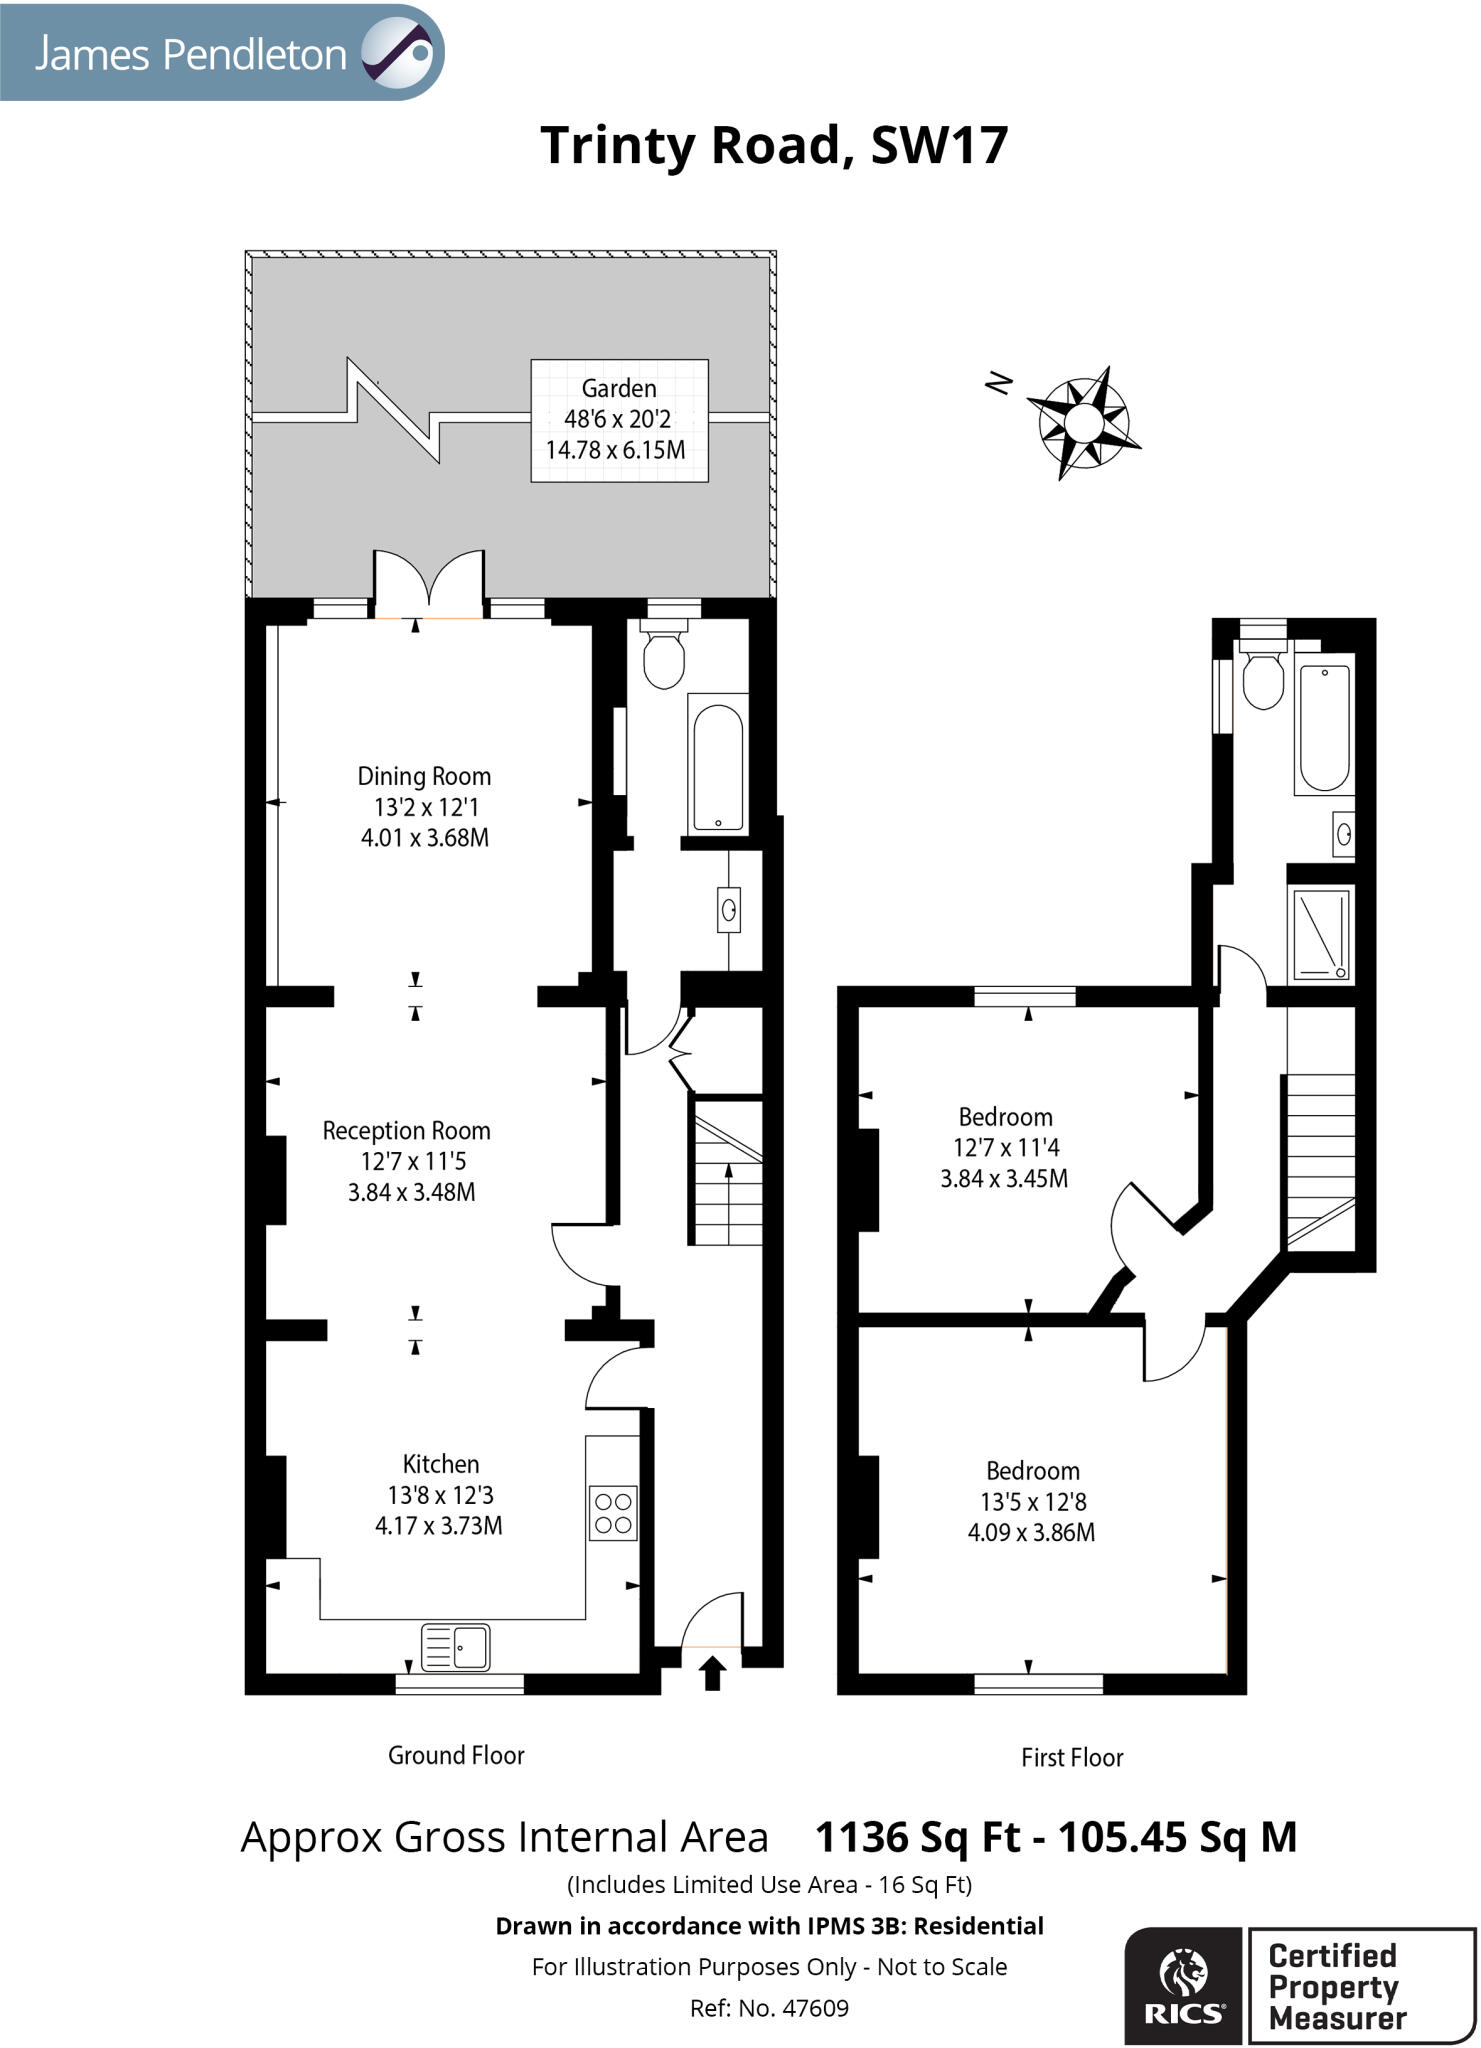 James Pendleton
Trinty Road, SW17
Garden
48'6 x 20'2
14.78 x 6.15M
N
Dining Room
13'2 x 12'1
4.01 x 3.68M
Reception Room
12'7 x 11'5
3.84 x 3.48M
Bedroom
12'7 x 11'4
3.84 x 3.45M
Kitchen
13'8 x 12'3
4.17 x 3.73M
Bedroom
13'5 x 12'8
4.09 x 3.86M
Ground Floor
First Floor
Approx Gross Internal Area 1136 Sq Ft - 105.45 Sq M
(Includes Limited Use Area - 16 Sq Ft)
Drawn in accordance with IPMS 3B: Residential
For Illustration Purposes Only - Not to Scale
Ref: No. 47609
RICS®
Certified
Property
Measurer